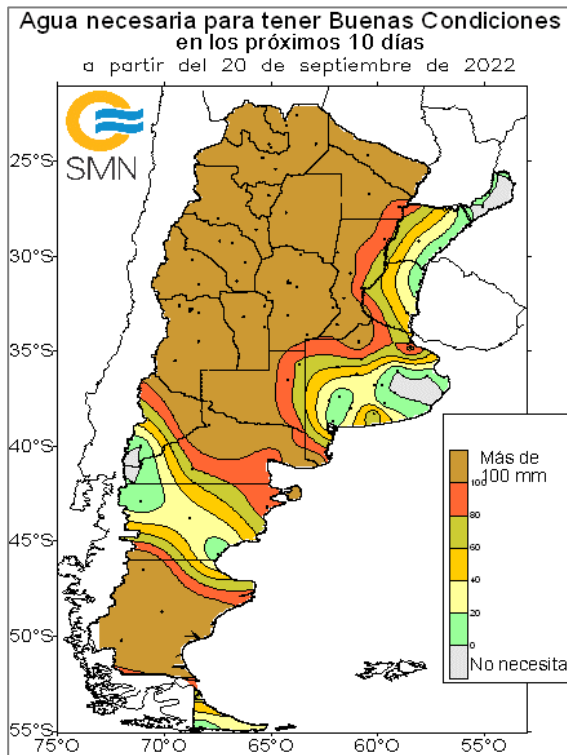 Agua necesaria para tener Buenas Condiciones
en los próximos 10 días
a partir del 20 de septiembre de 2022
SMN
25°S
30°S
35°S
40°S
45°S
50°S
55°S
75°O
70°O
65°O
60°O
55°O
Más de
100 mm
100
80
60
40
20
0
No necesita